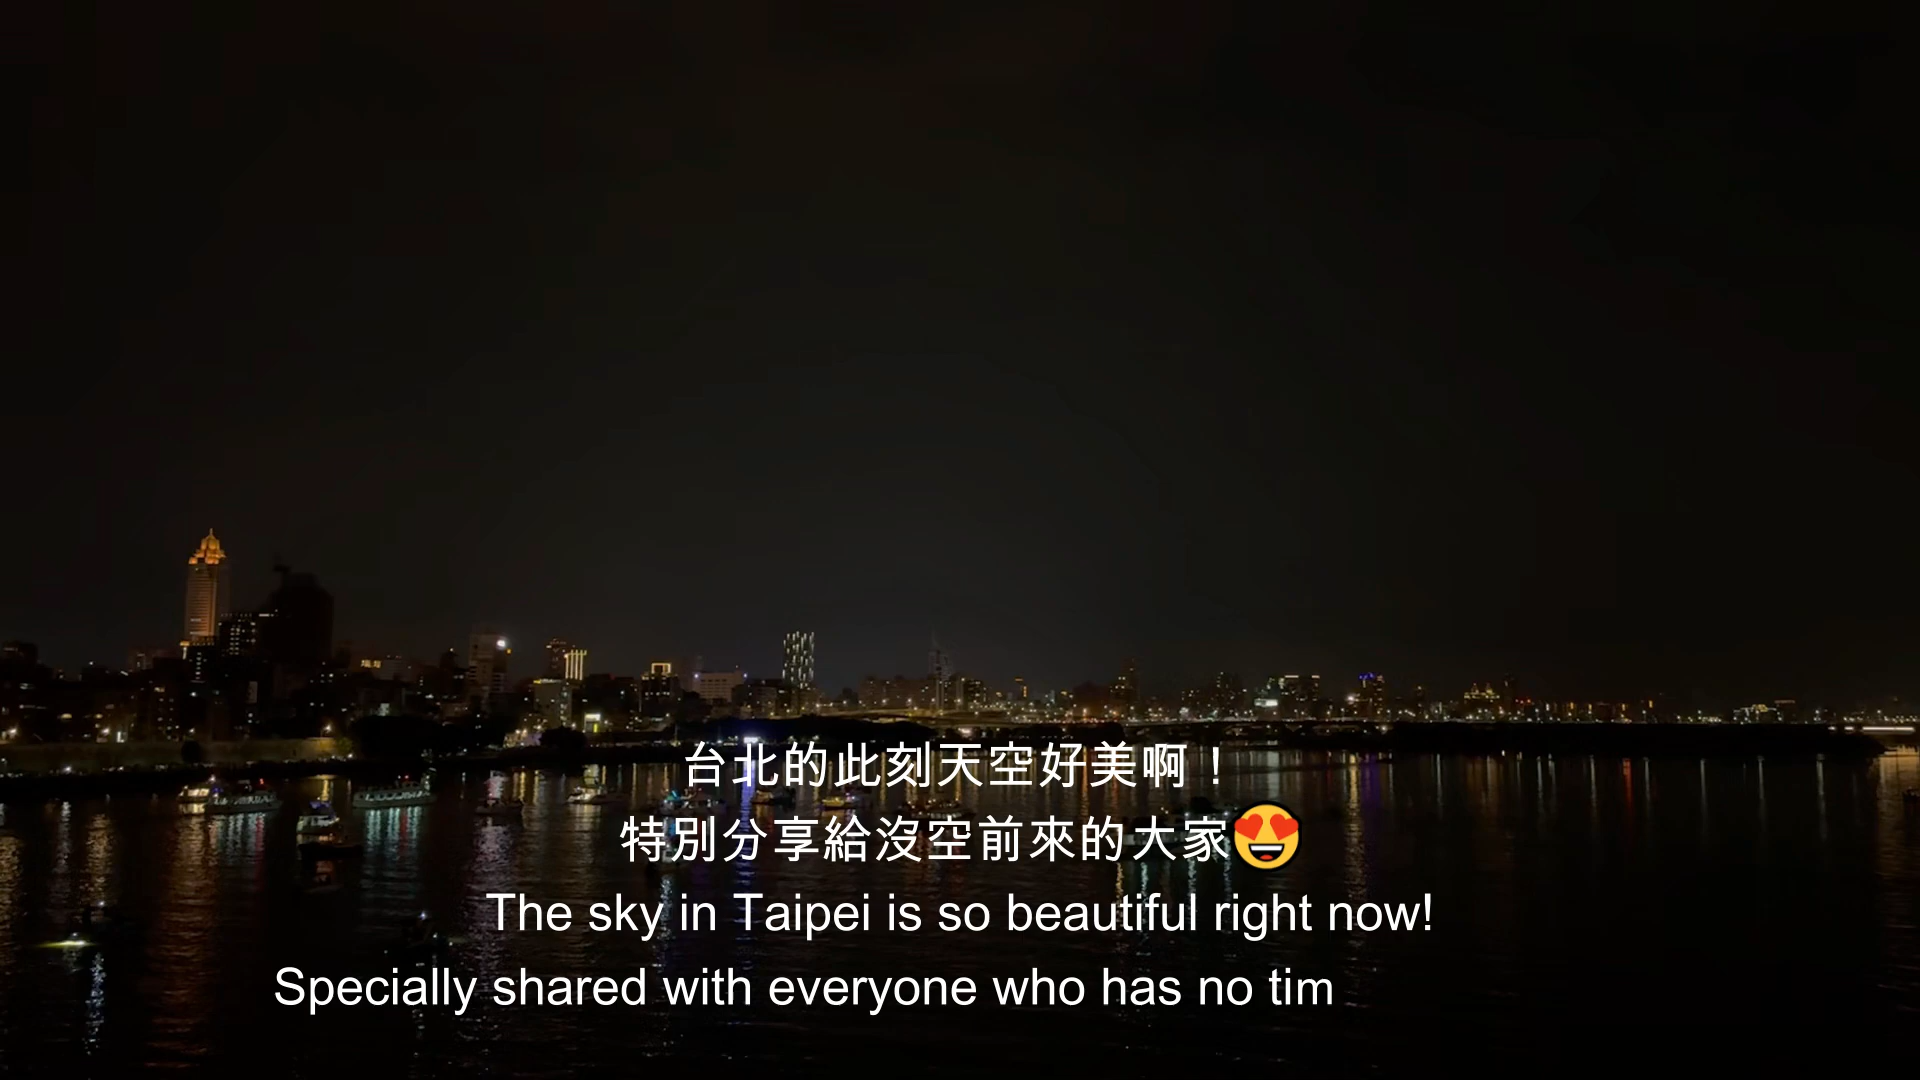 台北的此刻天空好美啊！
特別分享給沒空前來的大家😍
The sky in Taipei is so beautiful right now!
Specially shared with everyone who has no tim